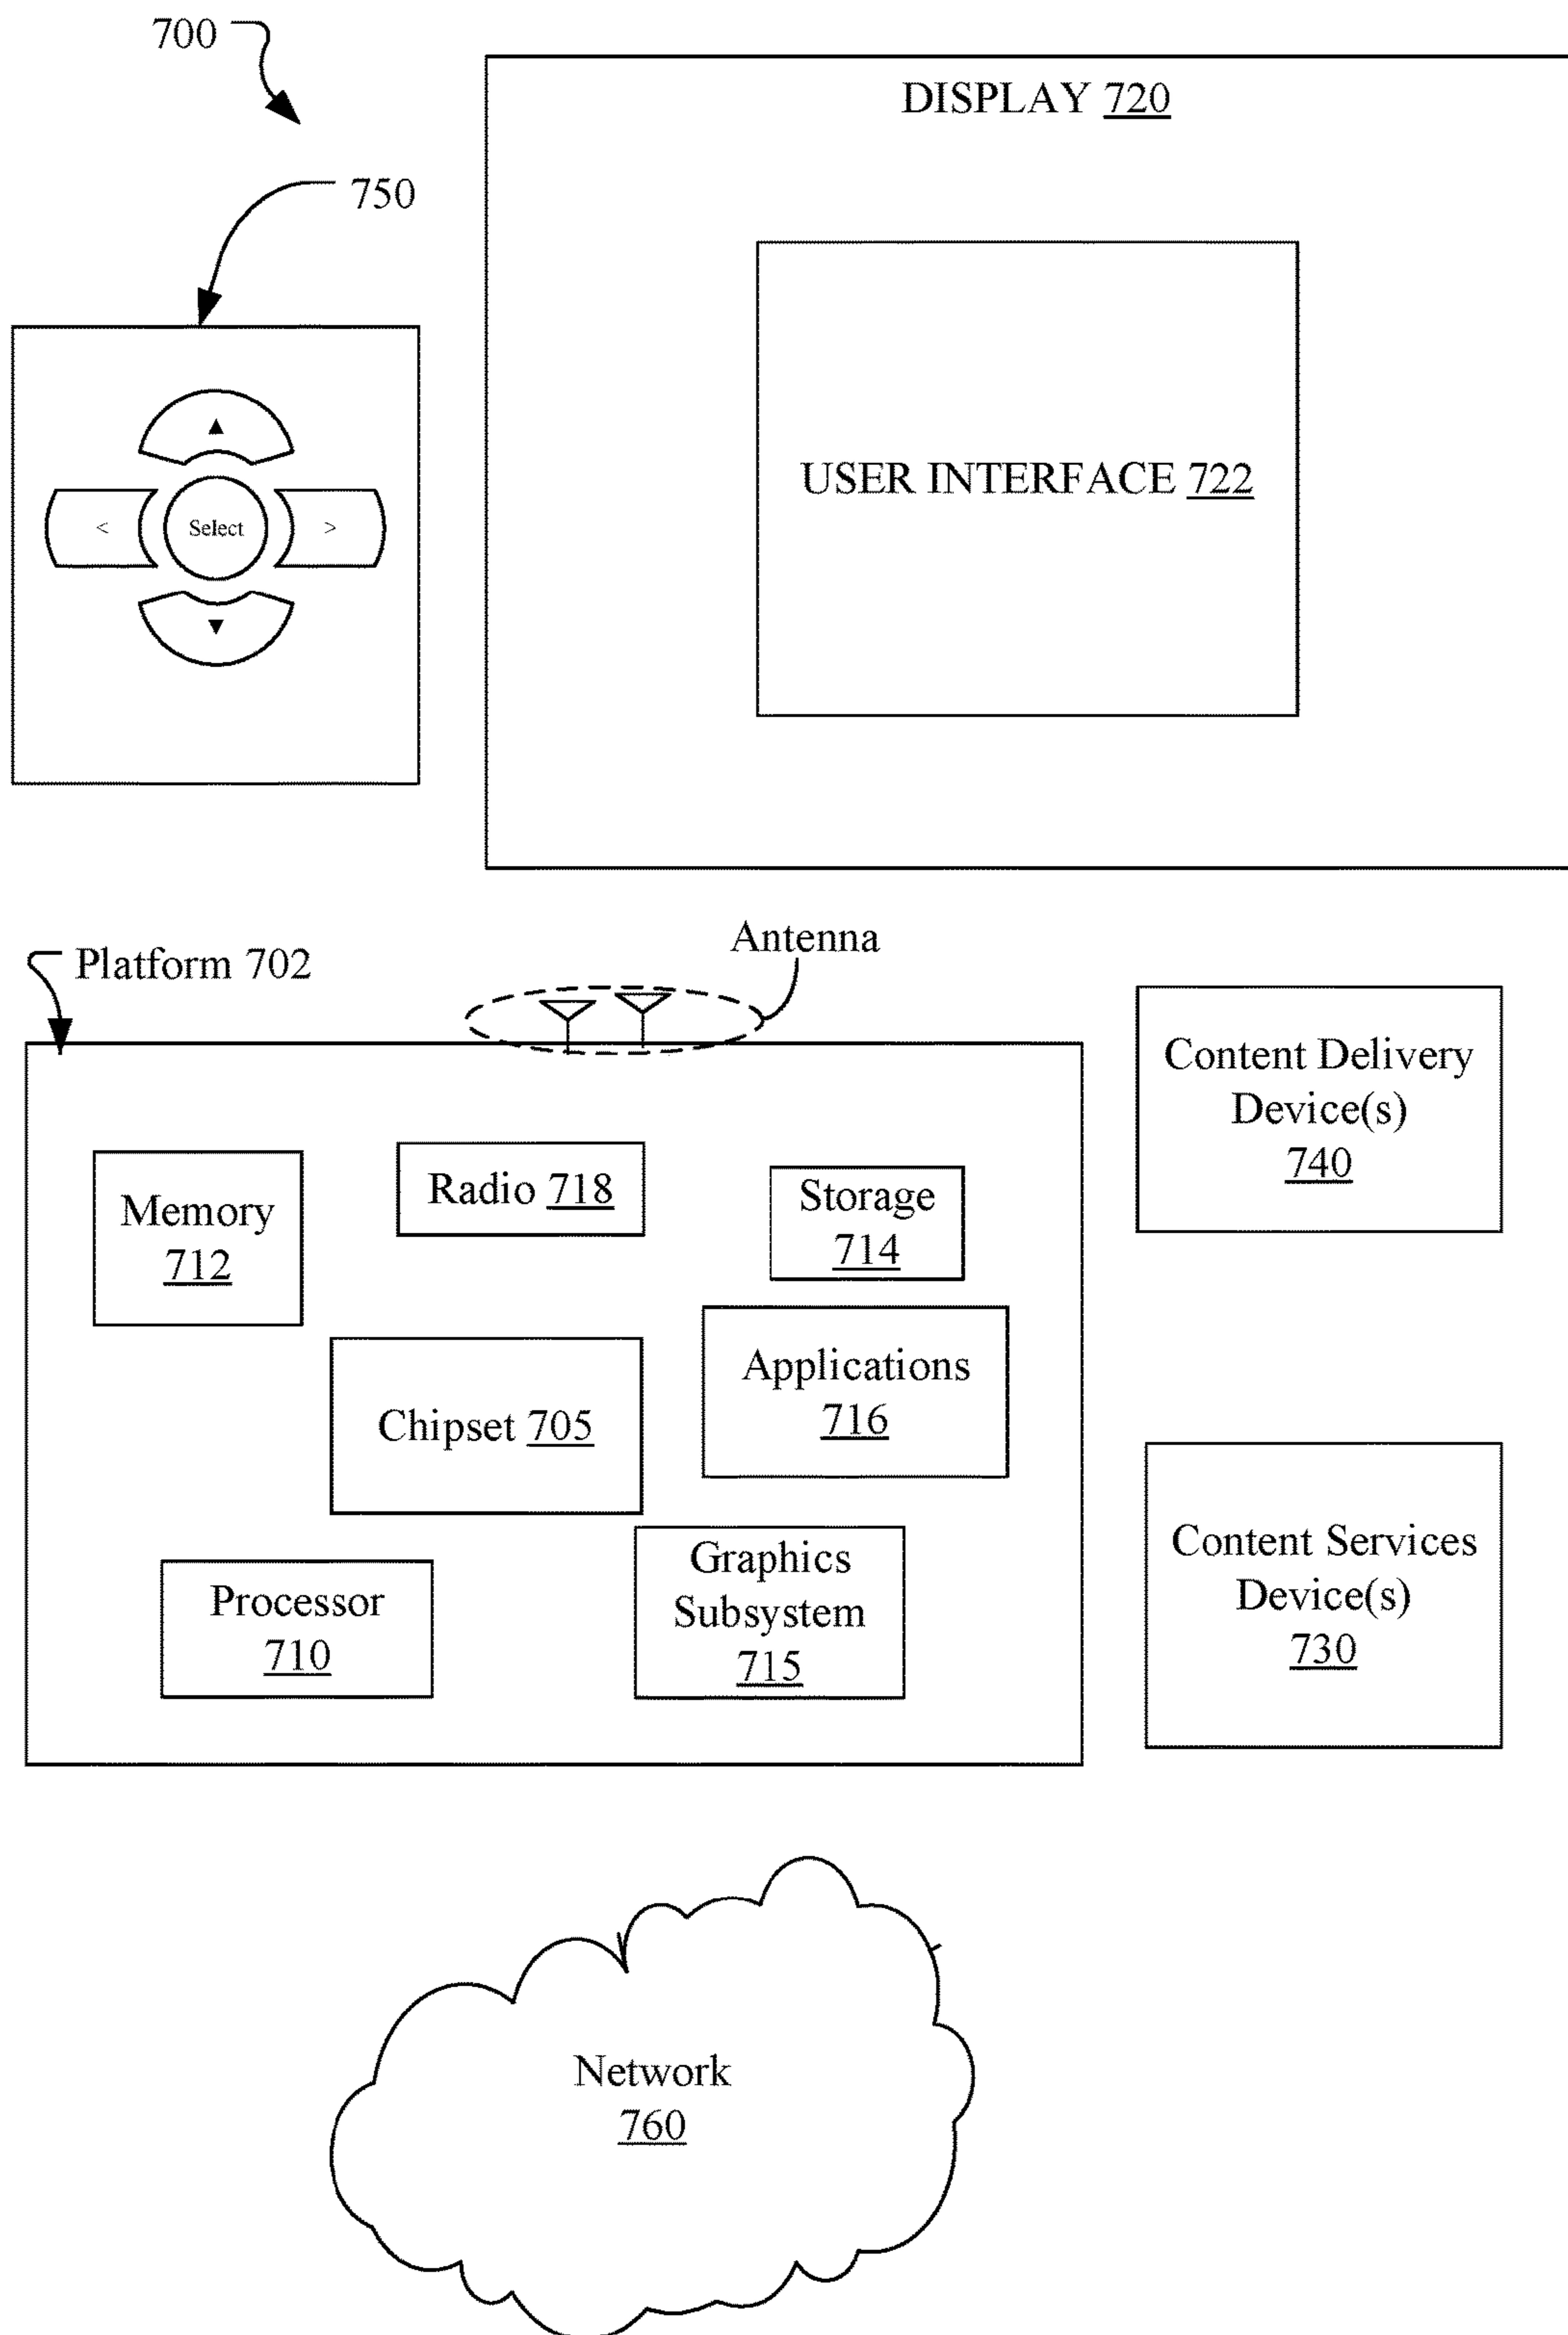 700
DISPLAY 720
750
▲
USER INTERFACE 722
< Select >
▼
Antenna
Platform 702
Content Delivery
Device(s)
740
Memory
712
Radio 718
Storage
714
Applications
716
Chipset 705
Content Services
Device(s)
730
Graphics
Subsystem
715
Processor
710
Network
760